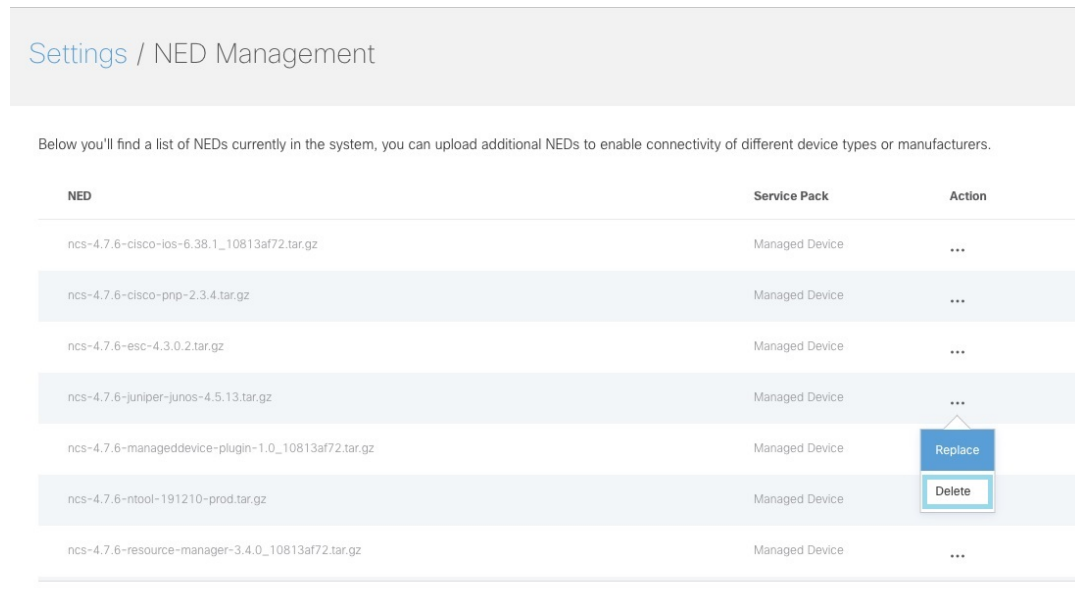 Settings / NED Management
Below you'll find a list of NEDs currently in the system, you can upload additional NEDs to enable connectivity of different device types or manufacturers.
NED Service Pack Action
ncs-4.7.6-cisco-ios-6.38.1_10813af72.tar.gz Managed Device ...
ncs-4.7.6-cisco-pnp-2.3.4.tar.gz Managed Device ...
ncs-4.7.6-esc-4.3.0.2.tar.gz Managed Device ...
ncs-4.7.6-juniper-junos-4.5.13.tar.gz Managed Device ...
ncs-4.7.6-manageddevice-plugin-1.0_10813af72.tar.gz Managed Device Replace
ncs-4.7.6-ntool-191210-prod.tar.gz Managed Device Delete
ncs-4.7.6-resource-manager-3.4.0_10813af72.tar.gz Managed Device ...